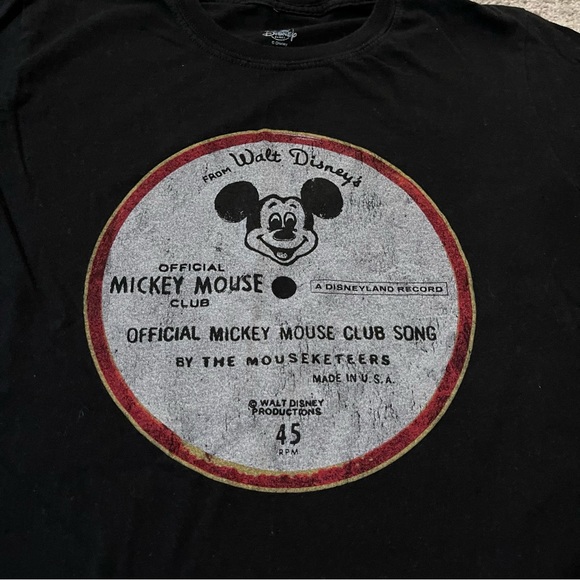 Disney
FROM Walt Disney's
OFFICIAL
MICKEY MOUSE
CLUB
A DISNEYLAND RECORD
OFFICIAL MICKEY MOUSE CLUB SONG
BY THE MOUSEKETEERS
MADE IN U.S.A.
© WALT DISNEY
PRODUCTIONS
45
RPM